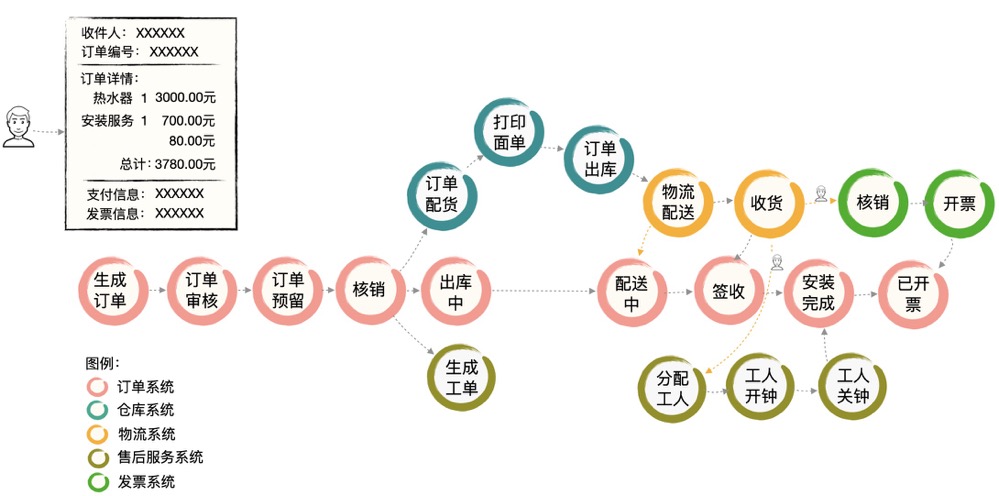 收件人： XXXXXX
订单编号： XXXXXX
订单详情：
热水器 1 3000.00元
安装服务 1 700.00元
80.00元
总计：3780.00元
支付信息： XXXXXX
发票信息： XXXXXX
打印
面单
订单
出库
订单
配货
物流
配送
收货
核销
开票
生成
订单
订单
审核
订单
预留
核销
出库
中
配送
中
签收
安装
完成
已开
票
生成
工单
分配
工人
工人
开钟
工人
关钟
图例：
订单系统
仓库系统
物流系统
售后服务系统
发票系统